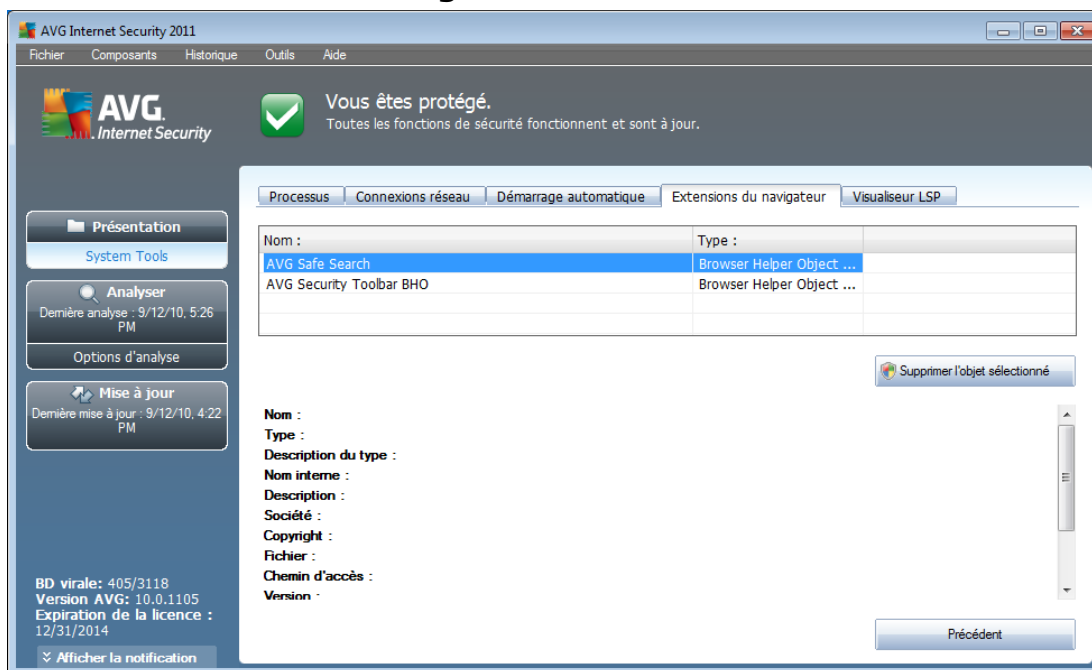 AVG Internet Security 2011
Fichier Composants Historique Outils Aide
AVG.
Internet Security
Vous êtes protégé.
Toutes les fonctions de sécurité fonctionnent et sont à jour.
Processus Connexions réseau Démarrage automatique Extensions du navigateur Visualiseur LSP
Présentation
System Tools
Analyser
Dernière analyse : 9/12/10, 5:26
PM
Options d'analyse
Mise à jour
Dernière mise à jour : 9/12/10, 4:22
PM
Nom : Type :
AVG Safe Search Browser Helper Object ...
AVG Security Toolbar BHO Browser Helper Object ...
Supprimer l'objet sélectionné
Nom :
Type :
Description du type :
Nom interne :
Description :
Société :
Copyright :
Fichier :
Chemin d'accès :
Version :
BD virale: 405/3118
Version AVG: 10.0.1105
Expiration de la licence :
12/31/2014
Afficher la notification
Précédent